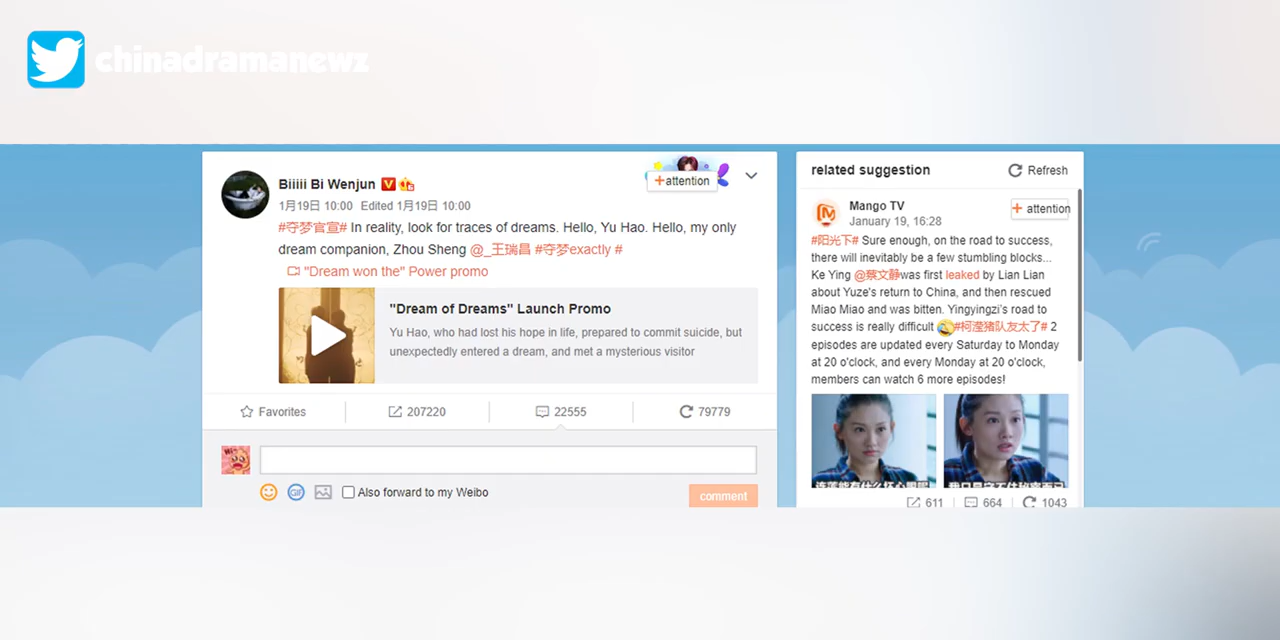 chinadramanewz
Biiiii Bi Wenjun
+attention
1月19日 10:00 Edited 1月19日 10:00
#夺梦官宣# In reality, look for traces of dreams. Hello, Yu Hao. Hello, my only
dream companion, Zhou Sheng @_王瑞昌 #夺梦exactly #
"Dream won the" Power promo
"Dream of Dreams" Launch Promo
Yu Hao, who had lost his hope in life, prepared to commit suicide, but
unexpectedly entered a dream, and met a mysterious visitor
Favorites
207220
22555
79779
GIF
Also forward to my Weibo
comment
related suggestion
Refresh
Mango TV
+ attention
January 19, 16:28
#阳光下# Sure enough, on the road to success,
there will inevitably be a few stumbling blocks...
Ke Ying @蔡文静was first leaked by Lian Lian
about Yuze's return to China, and then rescued
Miao Miao and was bitten. Yingyingzi's road to
success is really difficult #柯滢猪队友太了# 2
episodes are updated every Saturday to Monday
at 20 o'clock, and every Monday at 20 o'clock,
members can watch 6 more episodes!
611
664
1043